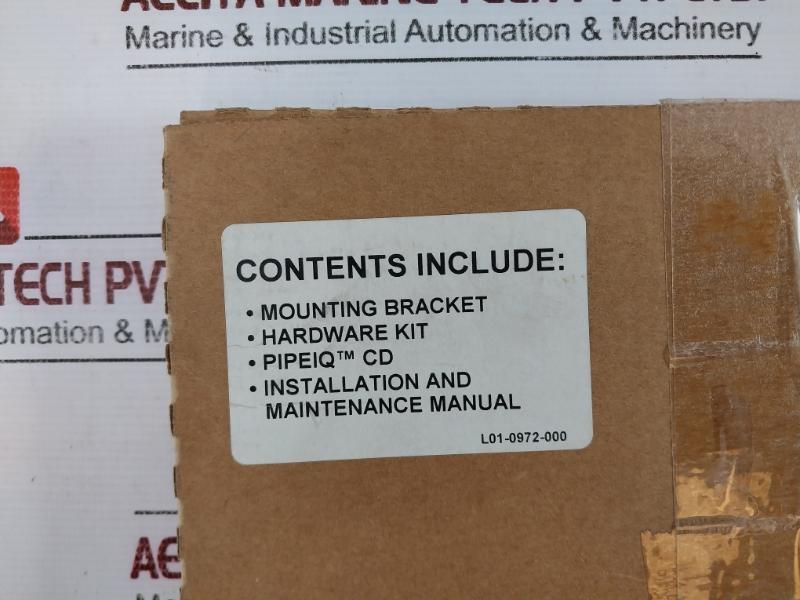 Marine & Industrial Automation & Machinery
TECH PV
omation & M
CONTENTS INCLUDE:
• MOUNTING BRACKET
• HARDWARE KIT
• PIPEIQ™ CD
• INSTALLATION AND
MAINTENANCE MANUAL
L01-0972-000
AE